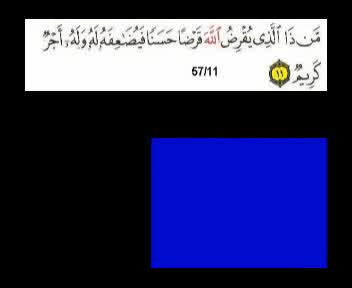 مَّن ذَا ٱلَّذِى يُقْرِضُ ٱللَّهَ قَرْضًا حَسَنًا فَيُضَـٰعِفَهُۥ لَهُۥ وَلَهُۥٓ أَجْرٌ
كَرِيمٌ ١١
57/11